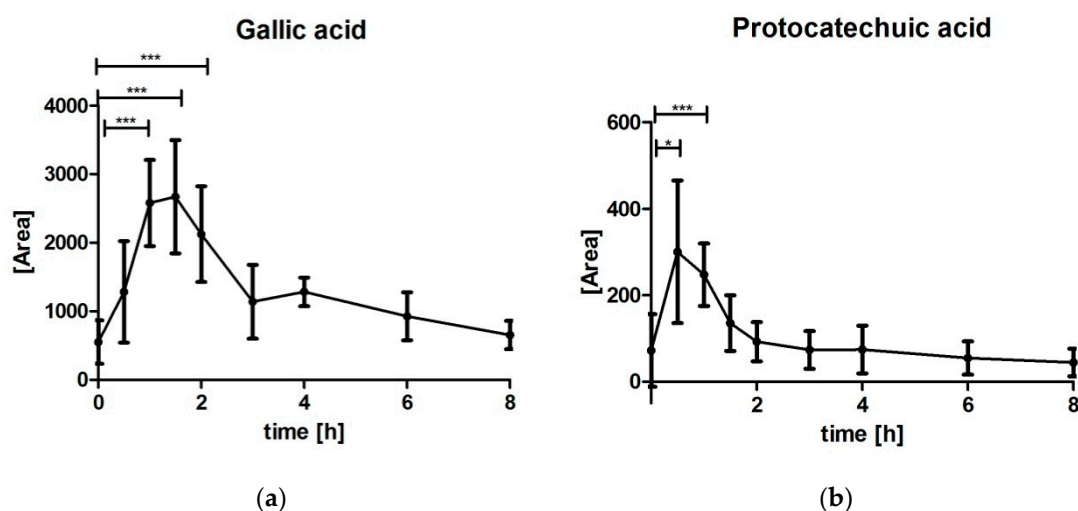 Gallic acid
***
***
***
4000
3000
2000
1000
0
[Area]
0 2 4 6 8
time [h]
(a)
Protocatechuic acid
***
*
600
400
200
0
[Area]
2 4 6 8
time [h]
(b)